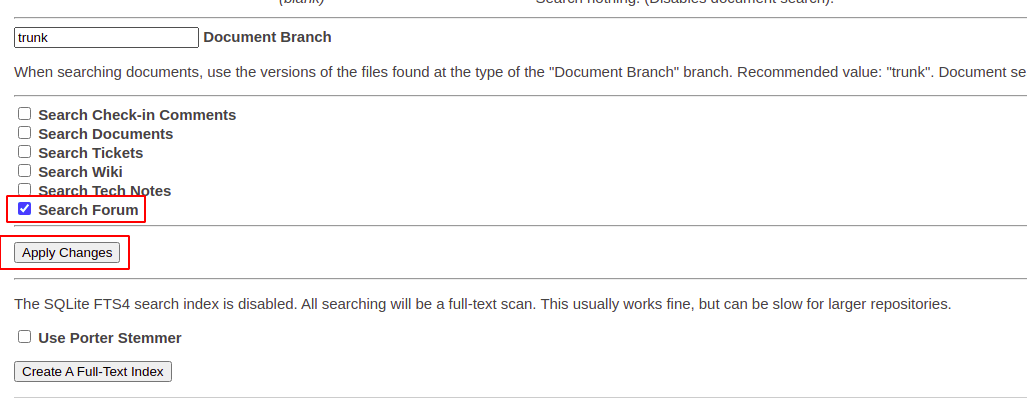 (blank) Search nothing. (Disables document search).
trunk Document Branch
When searching documents, use the versions of the files found at the type of the "Document Branch" branch. Recommended value: "trunk". Document se
Search Check-in Comments
Search Documents
Search Tickets
Search Wiki
Search Tech Notes
Search Forum
Apply Changes
The SQLite FTS4 search index is disabled. All searching will be a full-text scan. This usually works fine, but can be slow for larger repositories.
Use Porter Stemmer
Create A Full-Text Index